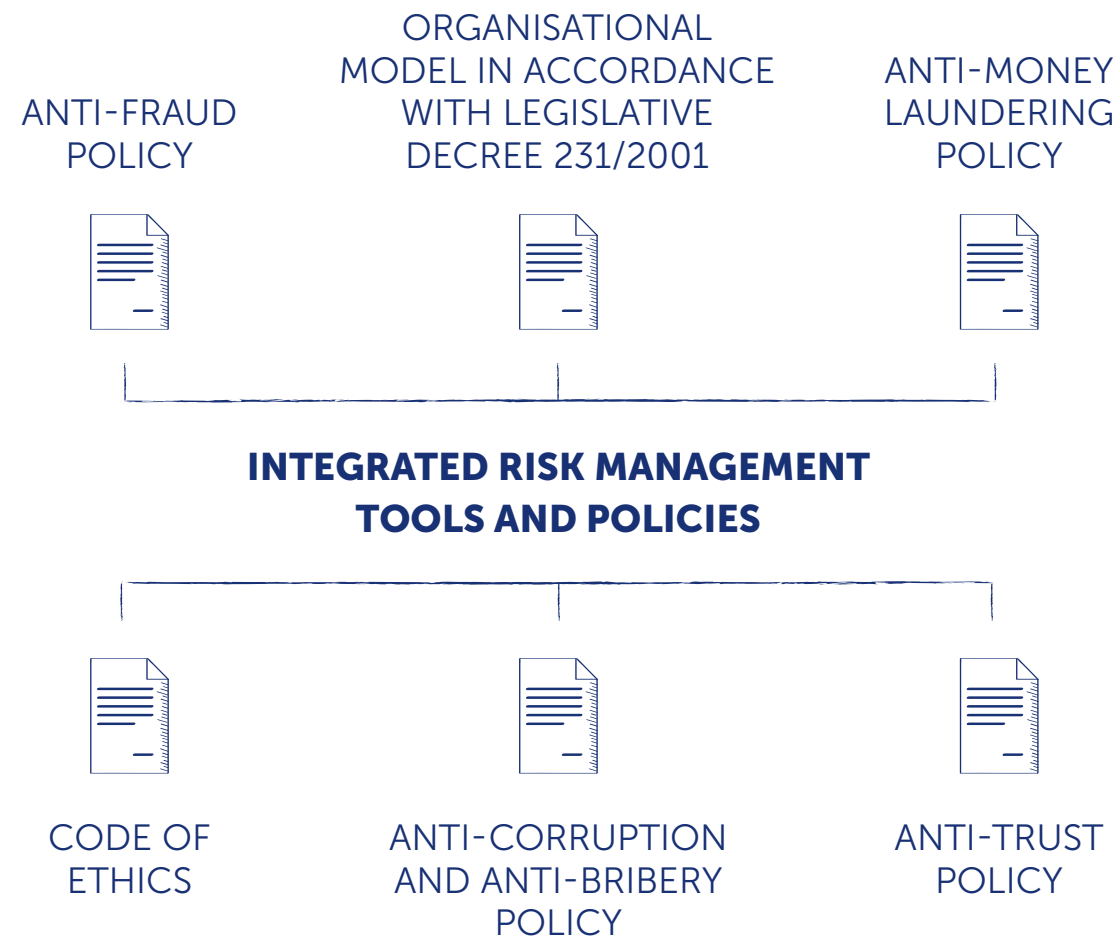 ANTI-FRAUD
POLICY
ORGANISATIONAL
MODEL IN ACCORDANCE
WITH LEGISLATIVE
DECREE 231/2001
ANTI-MONEY
LAUNDERING
POLICY
INTEGRATED RISK MANAGEMENT
TOOLS AND POLICIES
CODE OF
ETHICS
ANTI-CORRUPTION
AND ANTI-BRIBERY
POLICY
ANTI-TRUST
POLICY